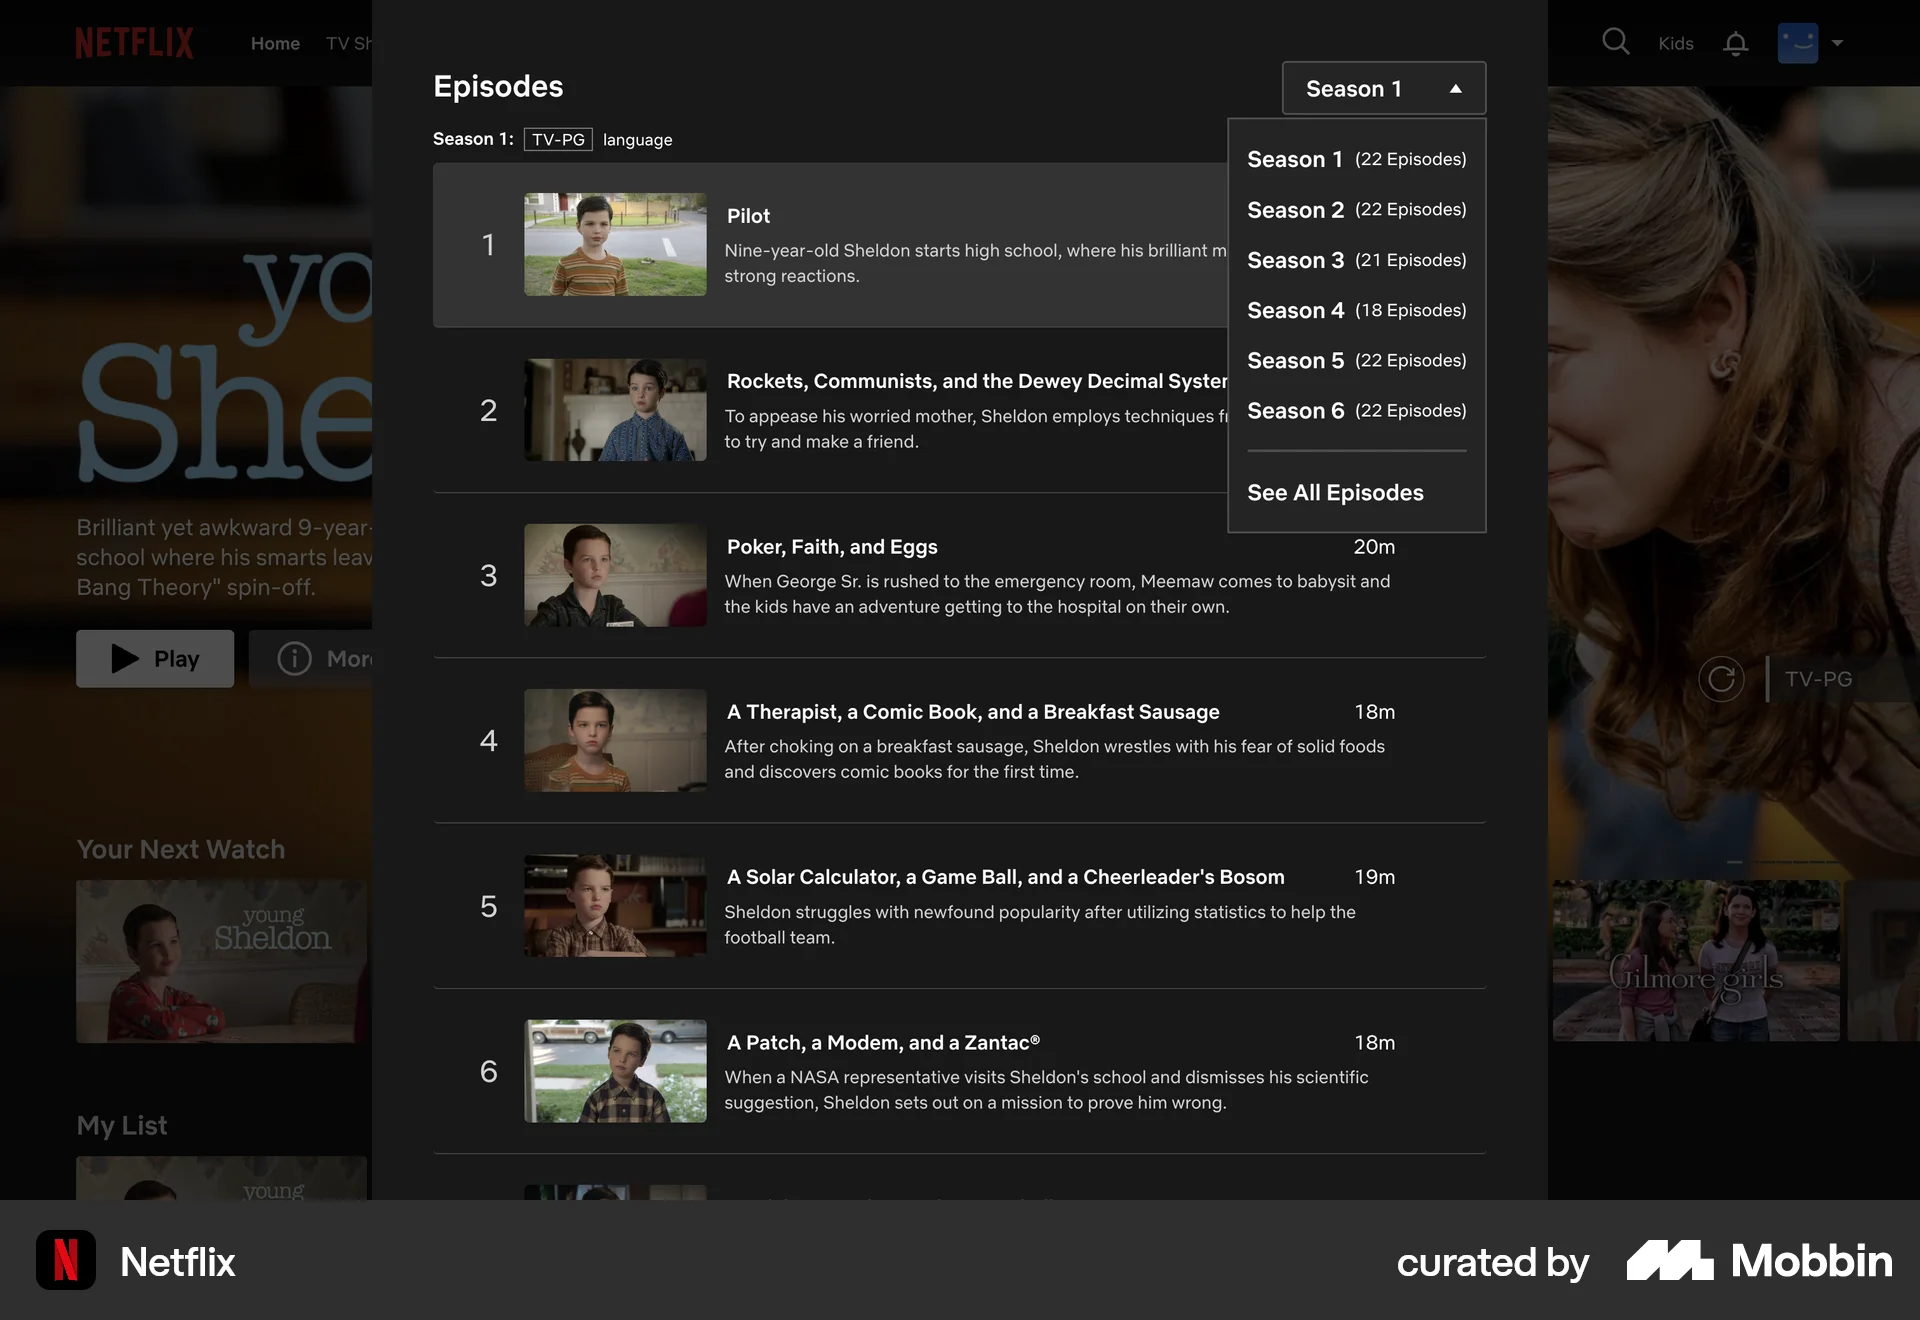 NETFLIX
Home
TV Sh
Kids
Episodes
Season 1
Season 1: TV-PG language
Season 1 (22 Episodes)
Season 2 (22 Episodes)
Season 3 (21 Episodes)
Season 4 (18 Episodes)
Season 5 (22 Episodes)
Season 6 (22 Episodes)
See All Episodes
1
Pilot
Nine-year-old Sheldon starts high school, where his brilliant m
strong reactions.
2
Rockets, Communists, and the Dewey Decimal Syster
To appease his worried mother, Sheldon employs techniques fr
to try and make a friend.
3
Poker, Faith, and Eggs
20m
When George Sr. is rushed to the emergency room, Meemaw comes to babysit and
the kids have an adventure getting to the hospital on their own.
4
A Therapist, a Comic Book, and a Breakfast Sausage
18m
After choking on a breakfast sausage, Sheldon wrestles with his fear of solid foods
and discovers comic books for the first time.
5
A Solar Calculator, a Game Ball, and a Cheerleader's Bosom
19m
Sheldon struggles with newfound popularity after utilizing statistics to help the
football team.
6
A Patch, a Modem, and a Zantac®
18m
When a NASA representative visits Sheldon's school and dismisses his scientific
suggestion, Sheldon sets out on a mission to prove him wrong.
yo
She
Brilliant yet awkward 9-year-
school where his smarts leav
Bang Theory" spin-off.
Play
More
TV-PG
Your Next Watch
young
Sheldon
Gilmore girls
My List
young
Netflix
curated by
Mobbin